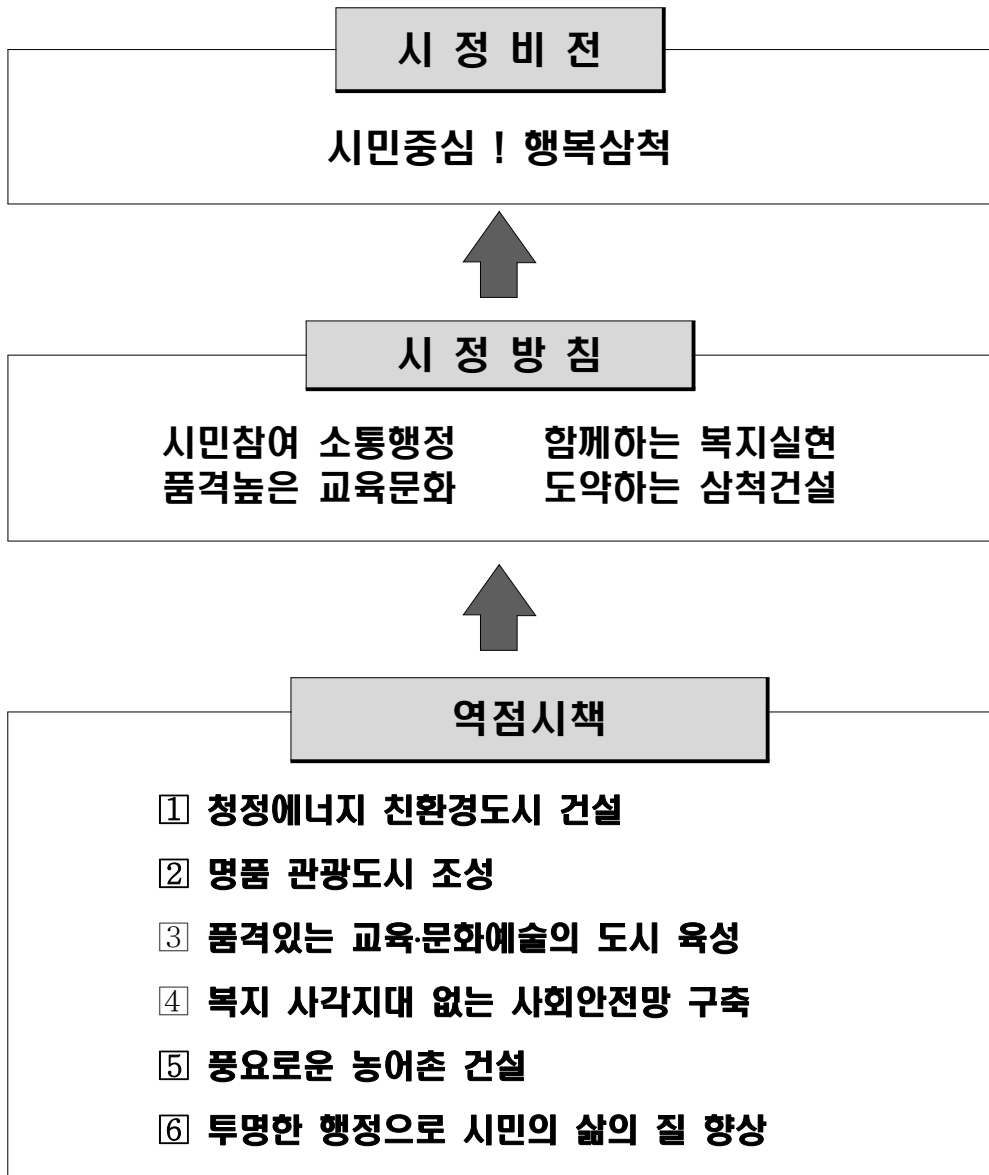 시 정 비 전
시민중심 ! 행복삼척
시 정 방 침
시민참여 소통행정 함께하는 복지실현
품격높은 교육문화 도약하는 삼척건설
역점시책
1 청정에너지 친환경도시 건설
2 명품 관광도시 조성
3 품격있는 교육·문화예술의 도시 육성
4 복지 사각지대 없는 사회안전망 구축
5 풍요로운 농어촌 건설
6 투명한 행정으로 시민의 삶의 질 향상